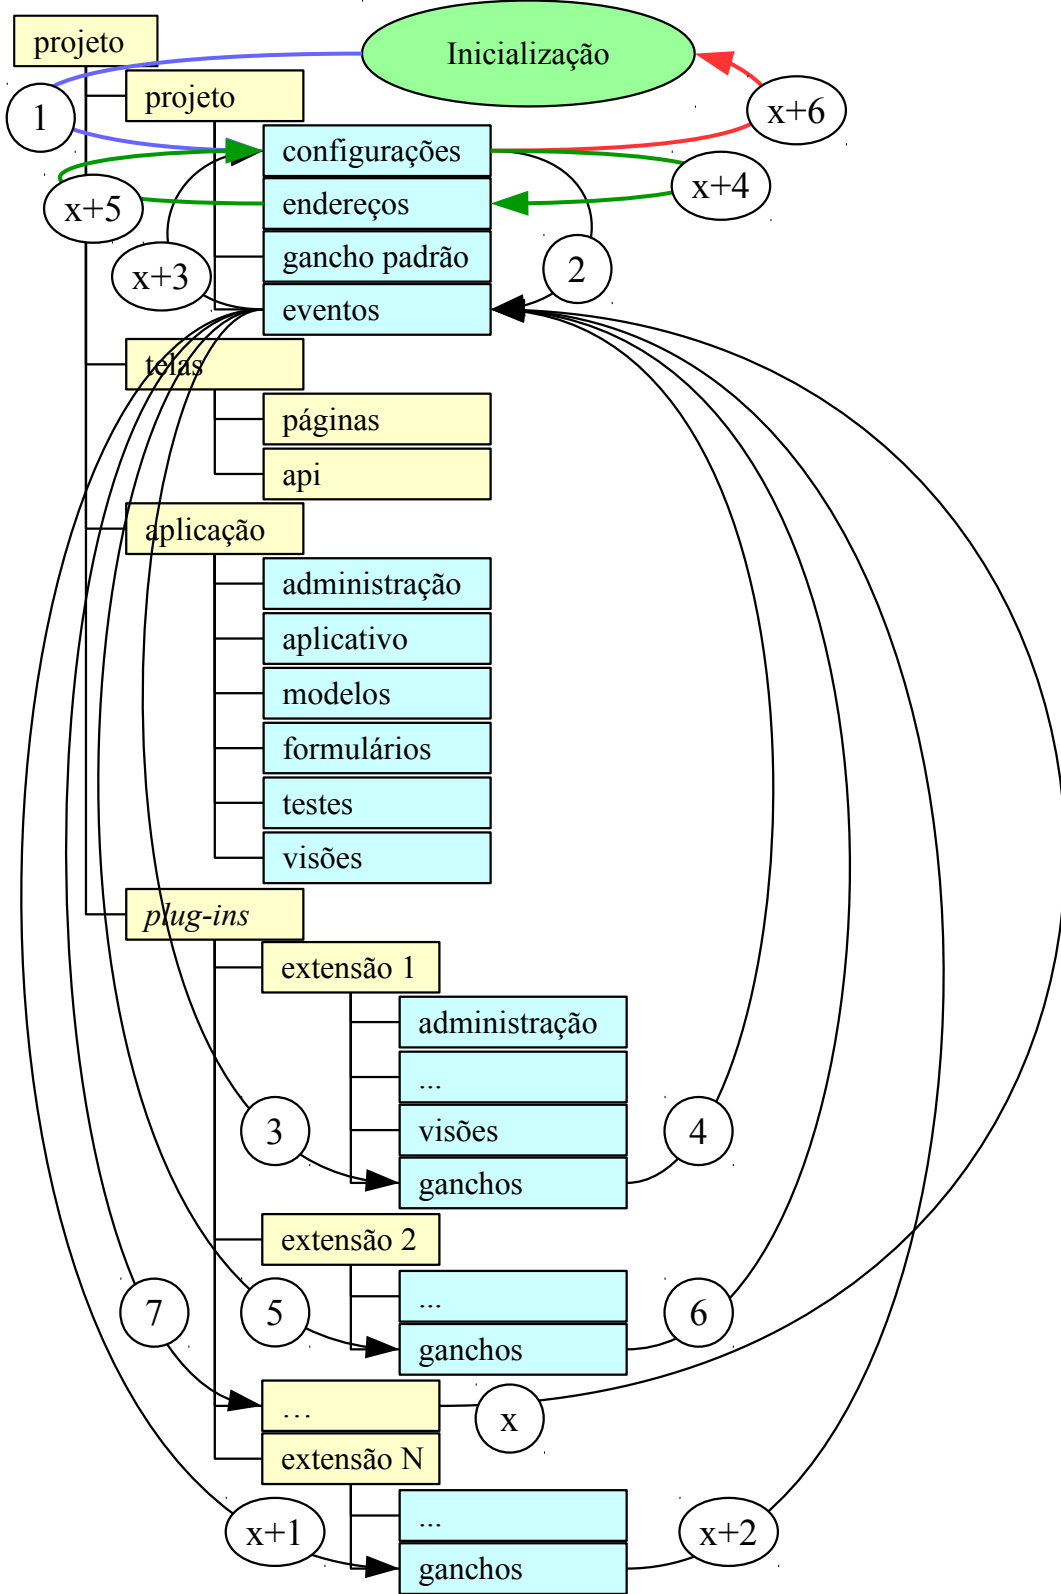 projeto
Inicialização
projeto
1
x+6
configurações
x+4
endereços
x+5
gancho padrão
2
x+3
eventos
telas
páginas
api
aplicação
administração
aplicativo
modelos
formulários
testes
visões
plug-ins
extensão 1
administração
...
visões
3
4
ganchos
extensão 2
...
7
5
6
ganchos
...
x
extensão N
...
x+1
x+2
ganchos